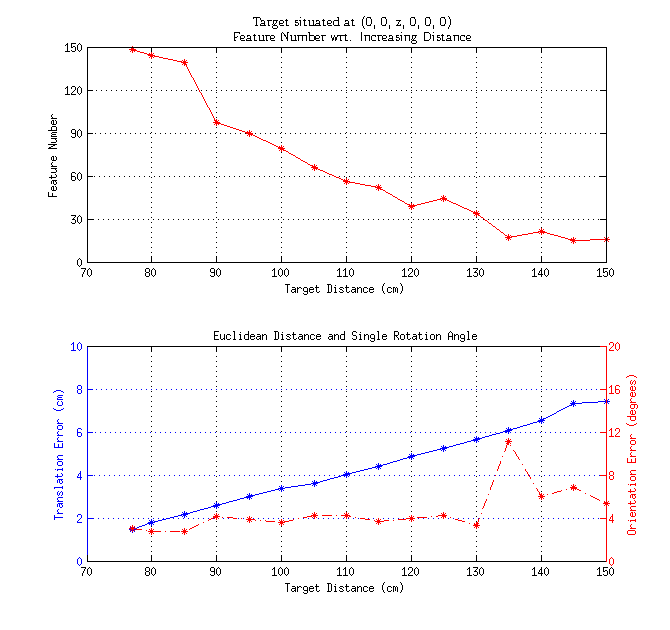 Target situated at (0, 0, z, 0, 0, 0)
Feature Number wrt. Increasing Distance
150
120
90
60
30
0
Feature Number
70 80 90 100 110 120 130 140 150
Target Distance (cm)
Euclidean Distance and Single Rotation Angle
10
8
6
4
2
0
Translation Error (cm)
20
16
12
8
4
0
Orientation Error (degrees)
70 80 90 100 110 120 130 140 150
Target Distance (cm)